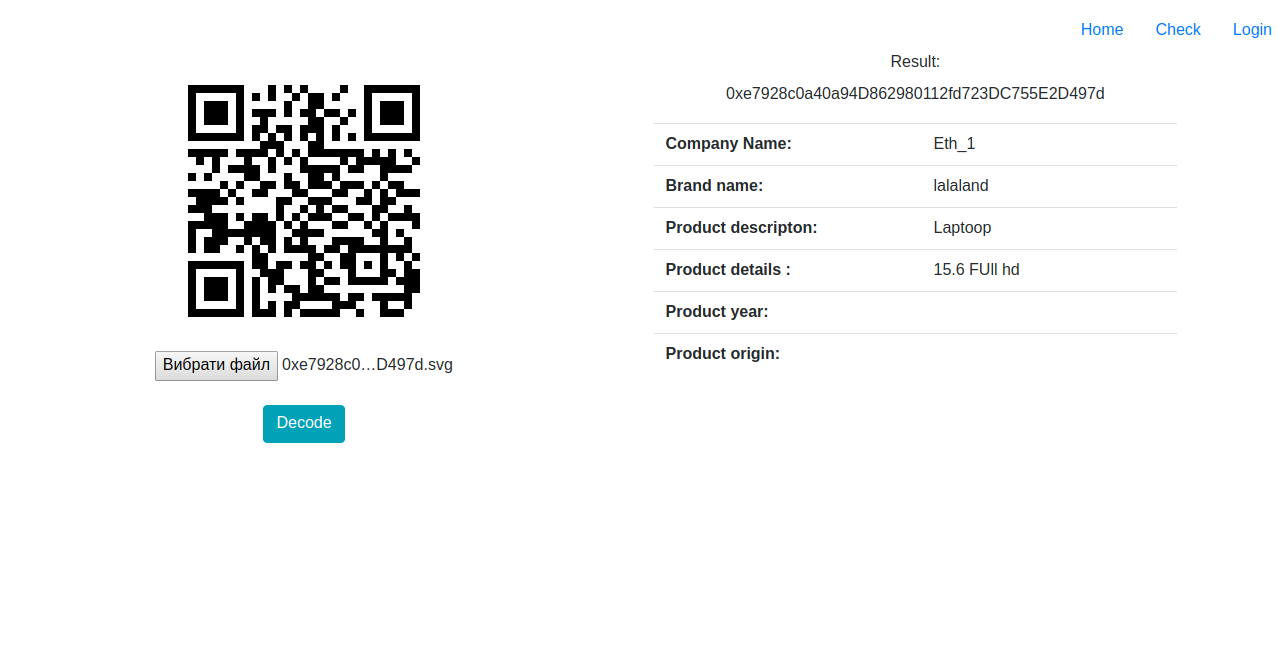 Home Check Login
Result:
0xe7928c0a40a94D862980112fd723DC755E2D497d
Company Name: Eth_1
Brand name: lalaland
Product descripton: Laptoop
Product details : 15.6 FUll hd
Product year:
Product origin:
Вибрати файл 0xe7928c0…D497d.svg
Decode